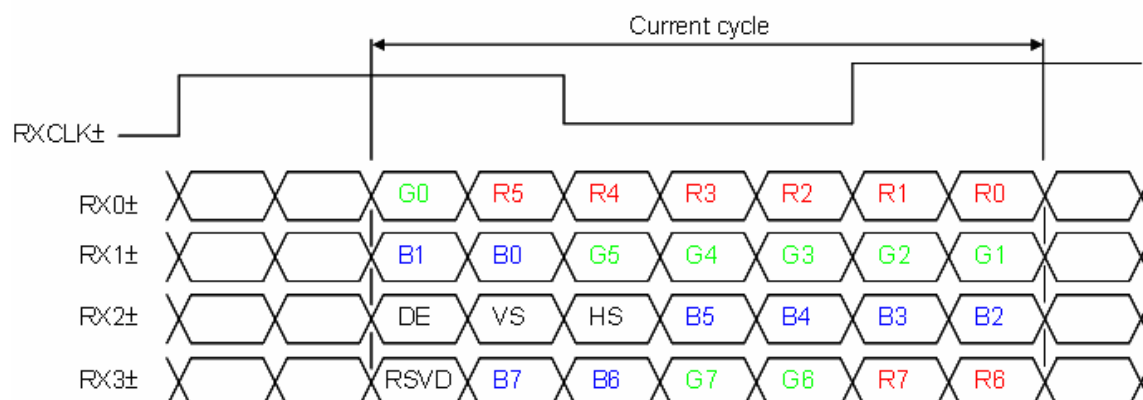 Current cycle
RXCLK±
RX0± G0 R5 R4 R3 R2 R1 R0
RX1± B1 B0 G5 G4 G3 G2 G1
RX2± DE VS HS B5 B4 B3 B2
RX3± RSVD B7 B6 G7 G6 R7 R6